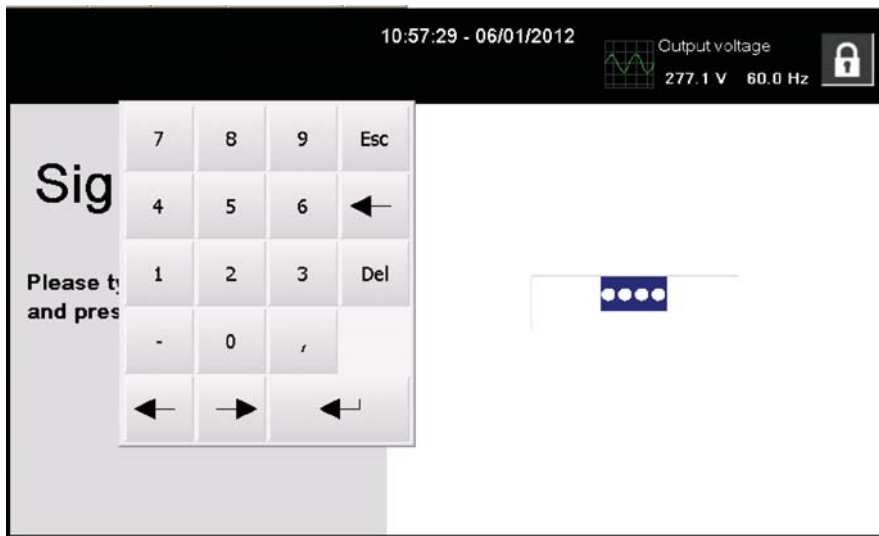 10:57:29 - 06/01/2012
Output voltage
277.1 V 60.0 Hz
7 8 9 Esc
Sig
4 5 6
1 2 3 Del
Please ty
and pres
- 0 ,